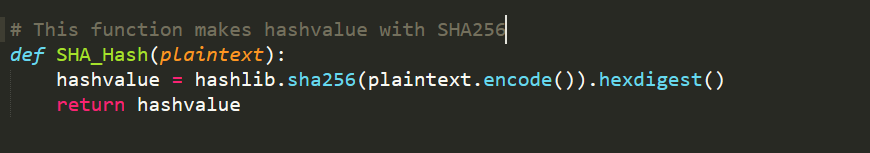 # This function makes hashvalue with SHA256
def SHA_Hash(plaintext):
    hashvalue = hashlib.sha256(plaintext.encode()).hexdigest()
    return hashvalue